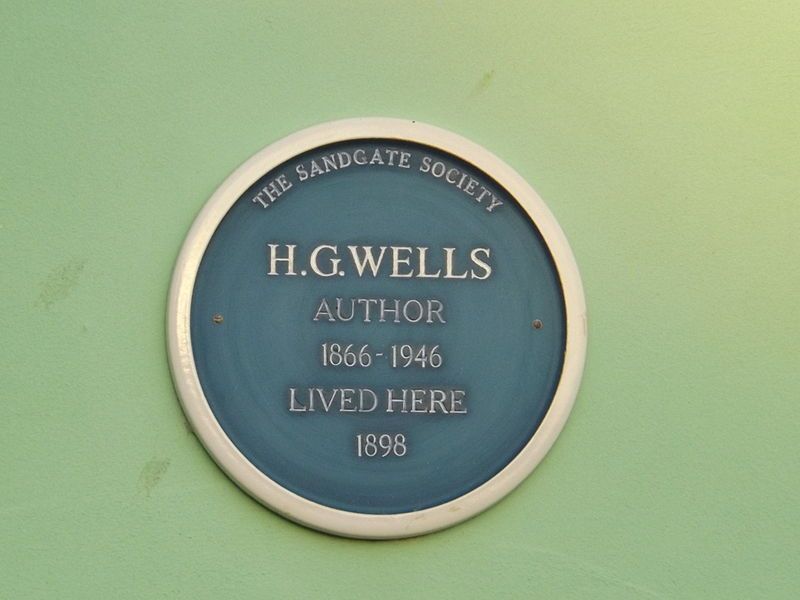 THE SANDGATE SOCIETY
H.G.WELLS
AUTHOR
1866-1946
LIVED HERE
1898